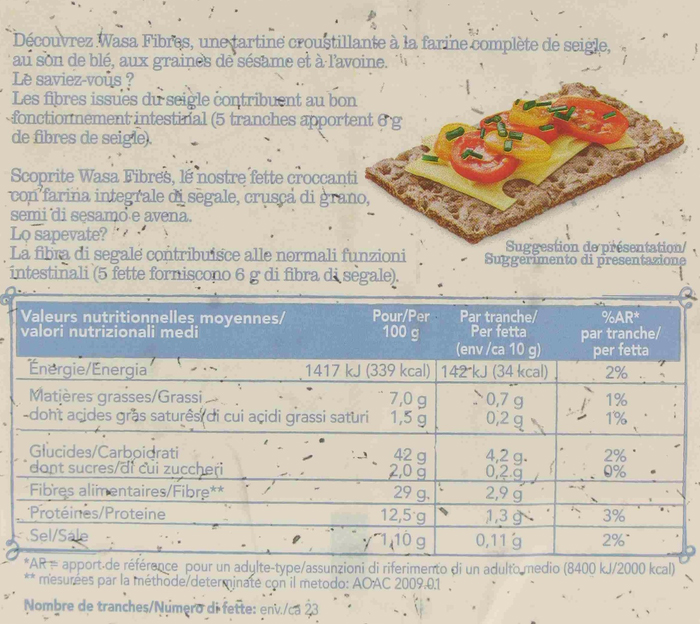 Découvrez Wasa Fibres, une tartine croustillante à la farine complète de seigle,
au son de blé, aux graines de sésame et à l'avoine.
Le saviez-vous ?
Les fibres issues du seigle contribuent au bon
fonctionnement intestinal (5 tranches apportent 6 g
de fibres de seigle).
Scoprite Wasa Fibres, le nostre fette croccanti
con farina integrale di segale, crusca di grano,
semi di sesamo e avena.
Lo sapevate?
La fibra di segale contribuisce alle normali funzioni
intestinali (5 fette forniscono 6 g di fibra di segale).
Suggestion de présentation/
Suggerimento di presentazione
Valeurs nutritionnelles moyennes/
valori nutrizionali medi
Pour/Per
100 g
Par tranche/
Per fetta
(env/ca 10 g)
%AR*
par tranche/
per fetta
Énergie/Energia 1417 kJ (339 kcal) 142 kJ (34 kcal) 2%
Matières grasses/Grassi 7,0 g 0,7 g 1%
-dont acides gras saturés/di cui acidi grassi saturi 1,5 g 0,2 g 1%
Glucides/Carboidrati 42 g 4,2 g 2%
dont sucres/di cui zuccheri 2,0 g 0,2 g 0%
Fibres alimentaires/Fibre** 29 g 2,9 g
Protéines/Proteine 12,5 g 1,3 g 3%
Sel/Sale 1,10 g 0,11 g 2%
*AR = apport de référence pour un adulte-type/assunzioni di riferimento di un adulto medio (8400 kJ/2000 kcal)
** mesurées par la méthode/determinate con il metodo: AOAC 2009.01
Nombre de tranches/Numero di fette: env./ca 23